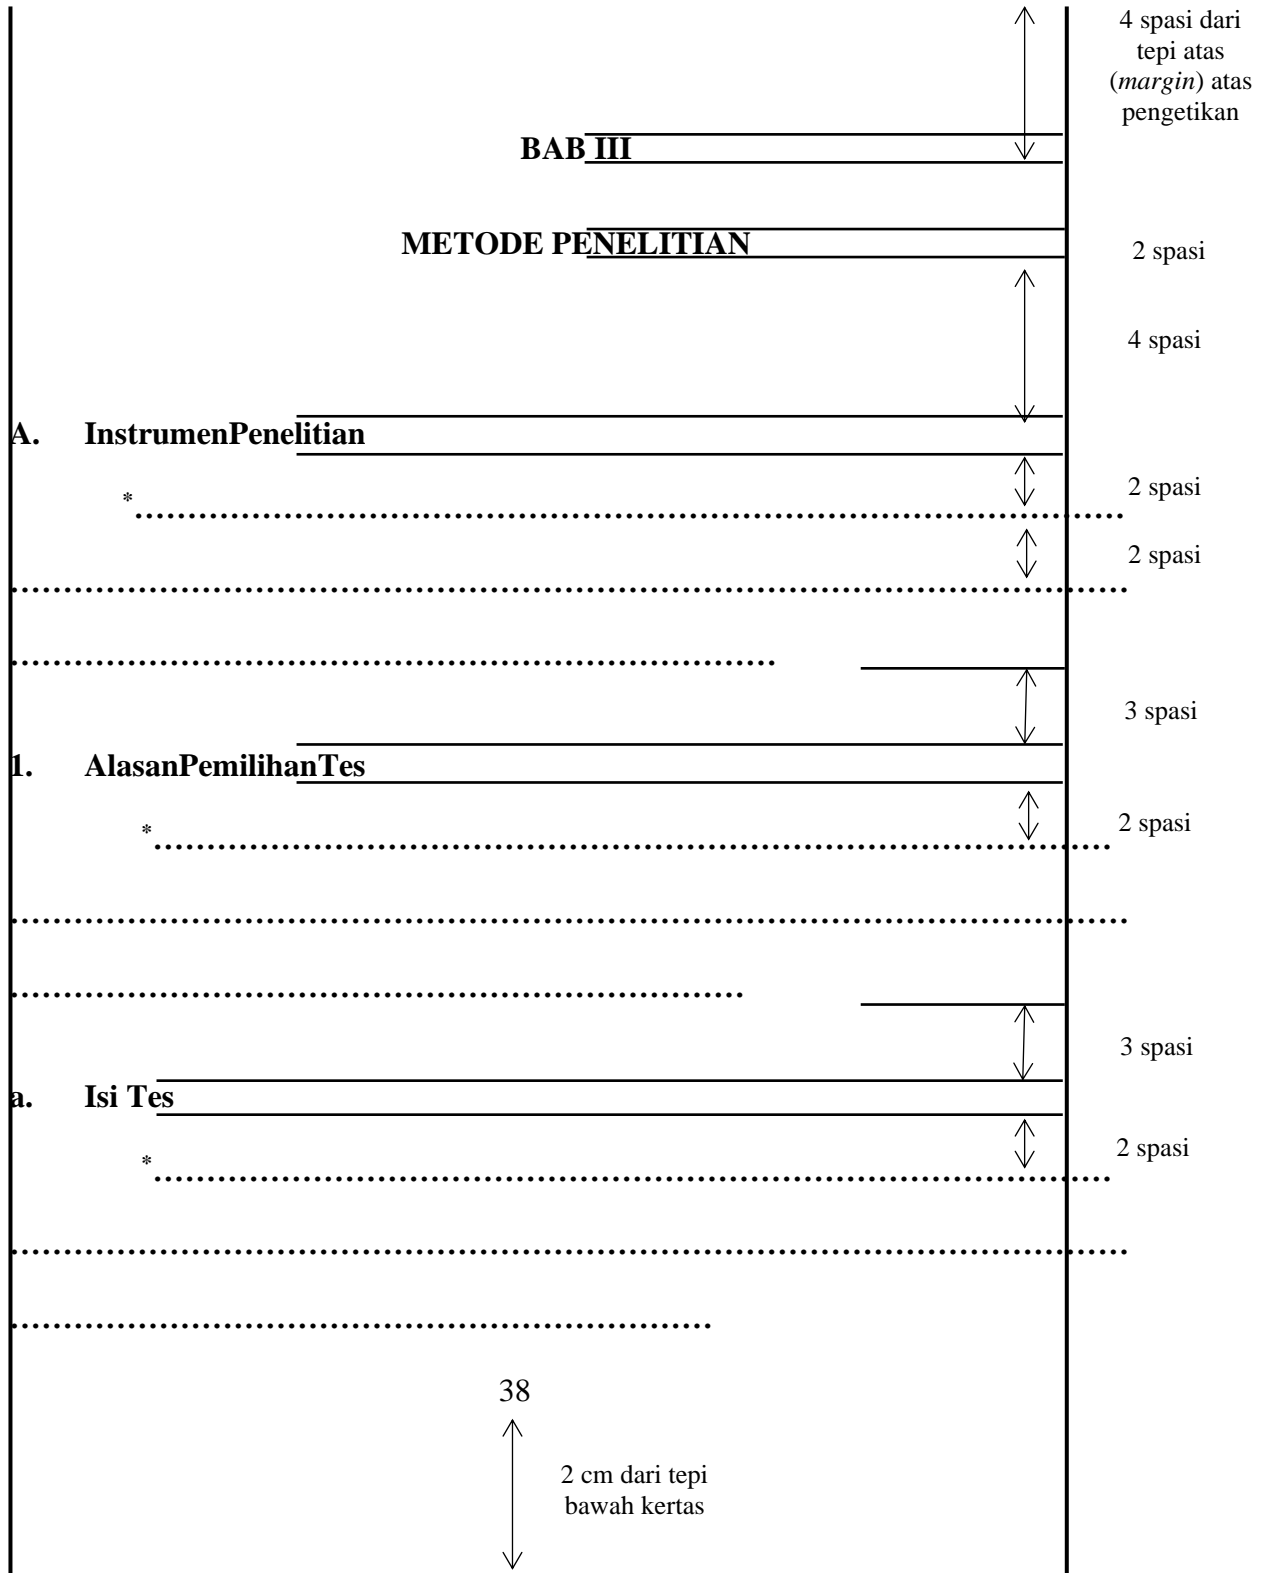 4 spasi dari
tepi atas
(margin) atas
pengetikan
BAB III
METODE PENELITIAN
2 spasi
4 spasi
A. InstrumenPenelitian
2 spasi
*....................................................................................................
2 spasi
....................................................................................................
..............................................................................
3 spasi
1. AlasanPemilihanTes
2 spasi
*....................................................................................................
....................................................................................................
...........................................................................
3 spasi
a. Isi Tes
2 spasi
*....................................................................................................
....................................................................................................
........................................................................
38
2 cm dari tepi
bawah kertas